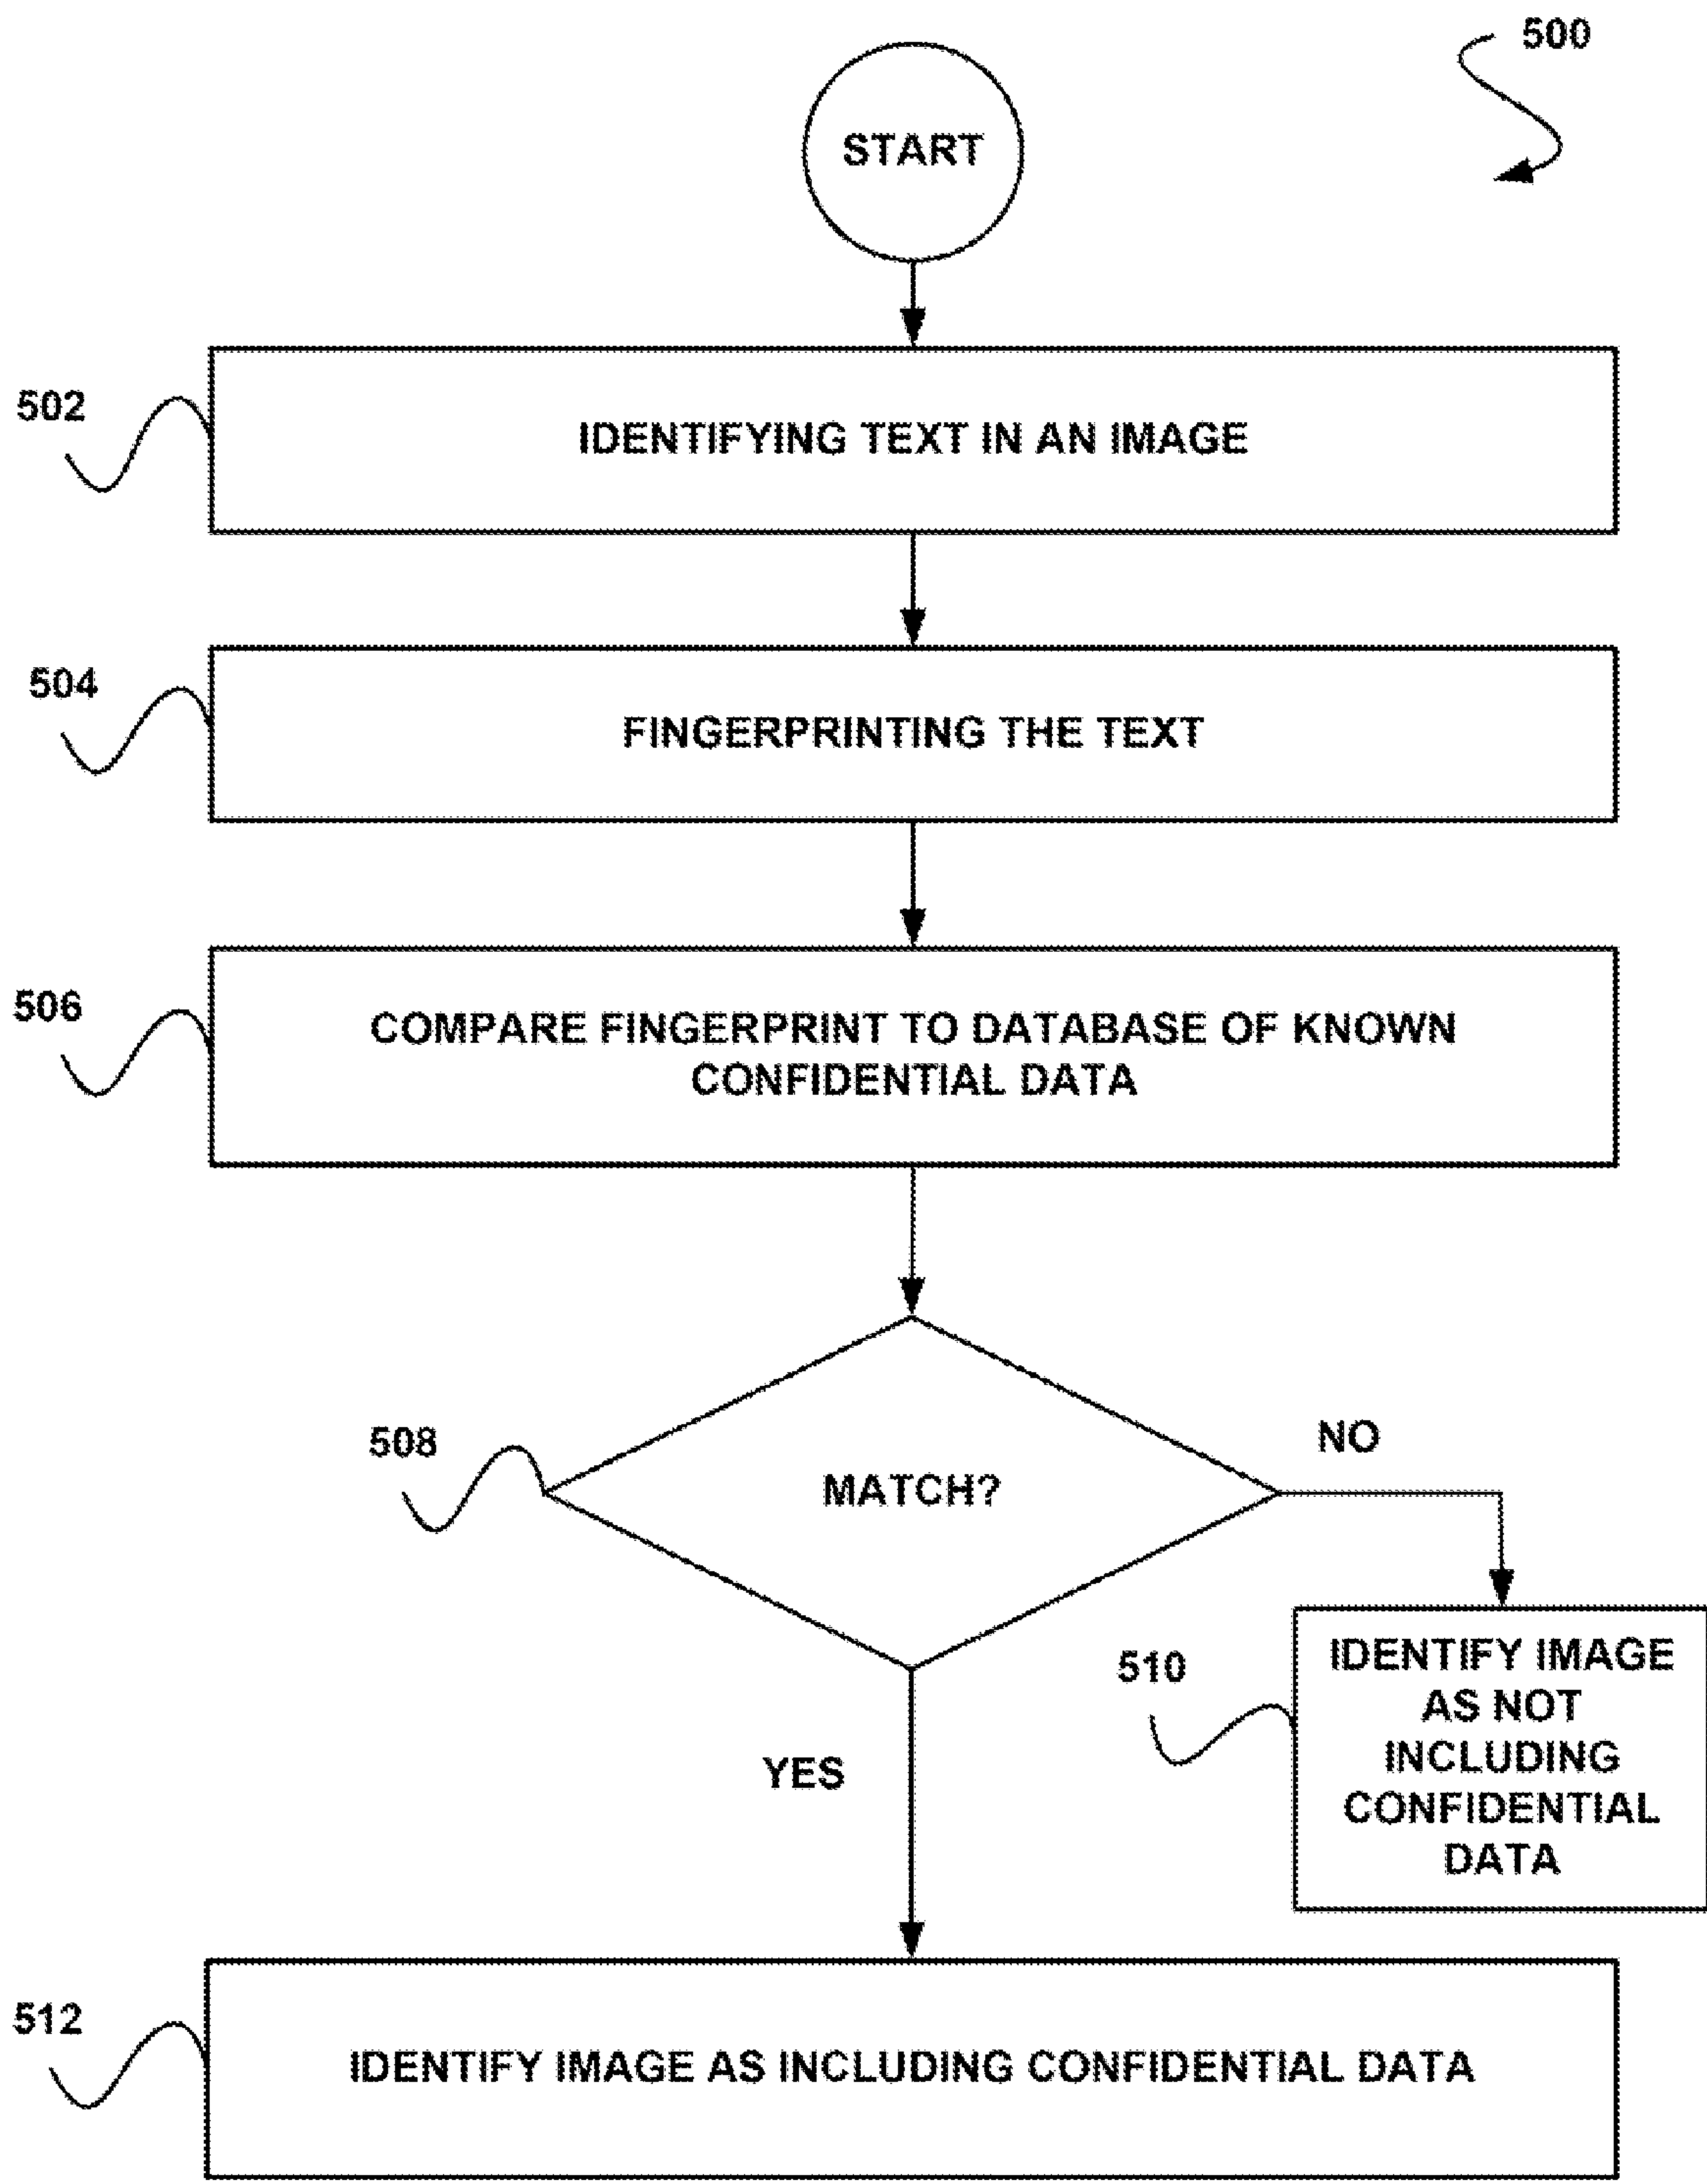 500
START
502
IDENTIFYING TEXT IN AN IMAGE
504
FINGERPRINTING THE TEXT
506
COMPARE FINGERPRINT TO DATABASE OF KNOWN
CONFIDENTIAL DATA
508
MATCH?
NO
510
IDENTIFY IMAGE
AS NOT
INCLUDING
CONFIDENTIAL
DATA
YES
512
IDENTIFY IMAGE AS INCLUDING CONFIDENTIAL DATA